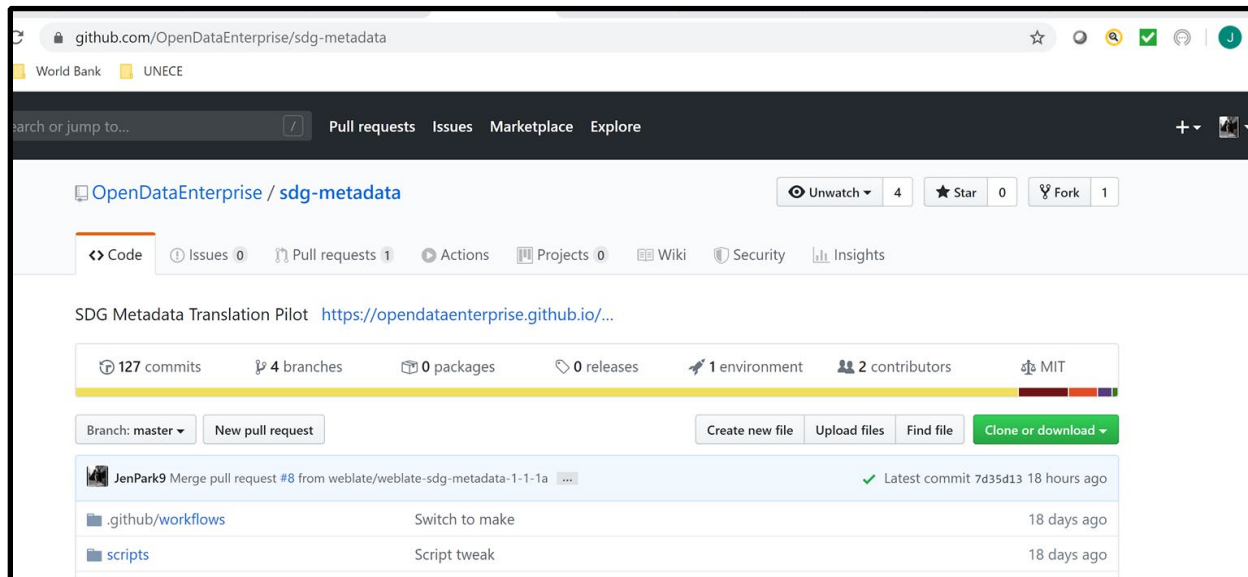 github.com/OpenDataEnterprise/sdg-metadata
J
World Bank UNECE
earch or jump to... / Pull requests Issues Marketplace Explore
OpenDataEnterprise / sdg-metadata Unwatch 4 Star 0 Fork 1
Code Issues 0 Pull requests 1 Actions Projects 0 Wiki Security Insights
SDG Metadata Translation Pilot https://opendataenterprise.github.io/...
127 commits 4 branches 0 packages 0 releases 1 environment 2 contributors MIT
Branch: master New pull request Create new file Upload files Find file Clone or download
JenPark9 Merge pull request #8 from weblate/weblate-sdg-metadata-1-1-1a ... Latest commit 7d35d13 18 hours ago
.github/workflows Switch to make 18 days ago
scripts Script tweak 18 days ago